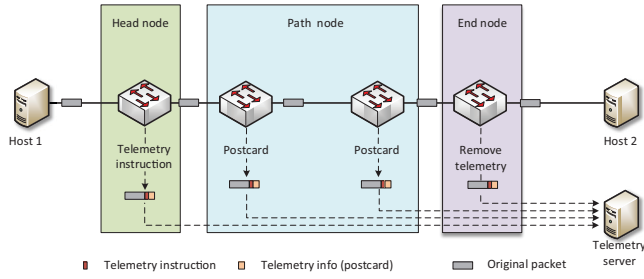 Head node
Path node
End node
Host 1
Telemetry
instruction
Postcard
Postcard
Remove
telemetry
Host 2
Telemetry
server
Telemetry instruction
Telemetry info (postcard)
Original packet